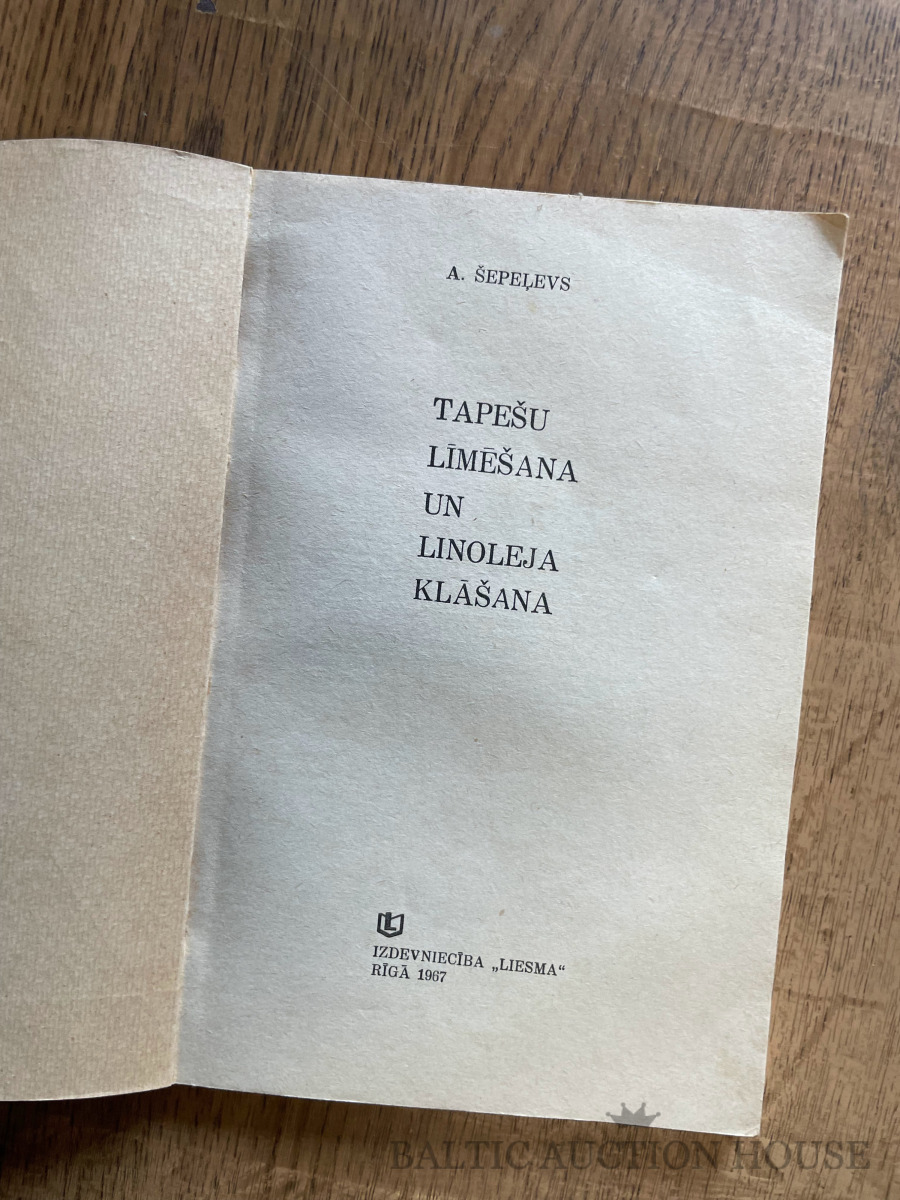 A. ŠEPEĻEVS
TAPEŠU
LĪMĒŠANA
UN
LINOLEJA
KLĀŠANA
IZDEVNIECĪBA „LIESMA“
RĪGĀ 1967
BALTIC AUCTION HOUSE